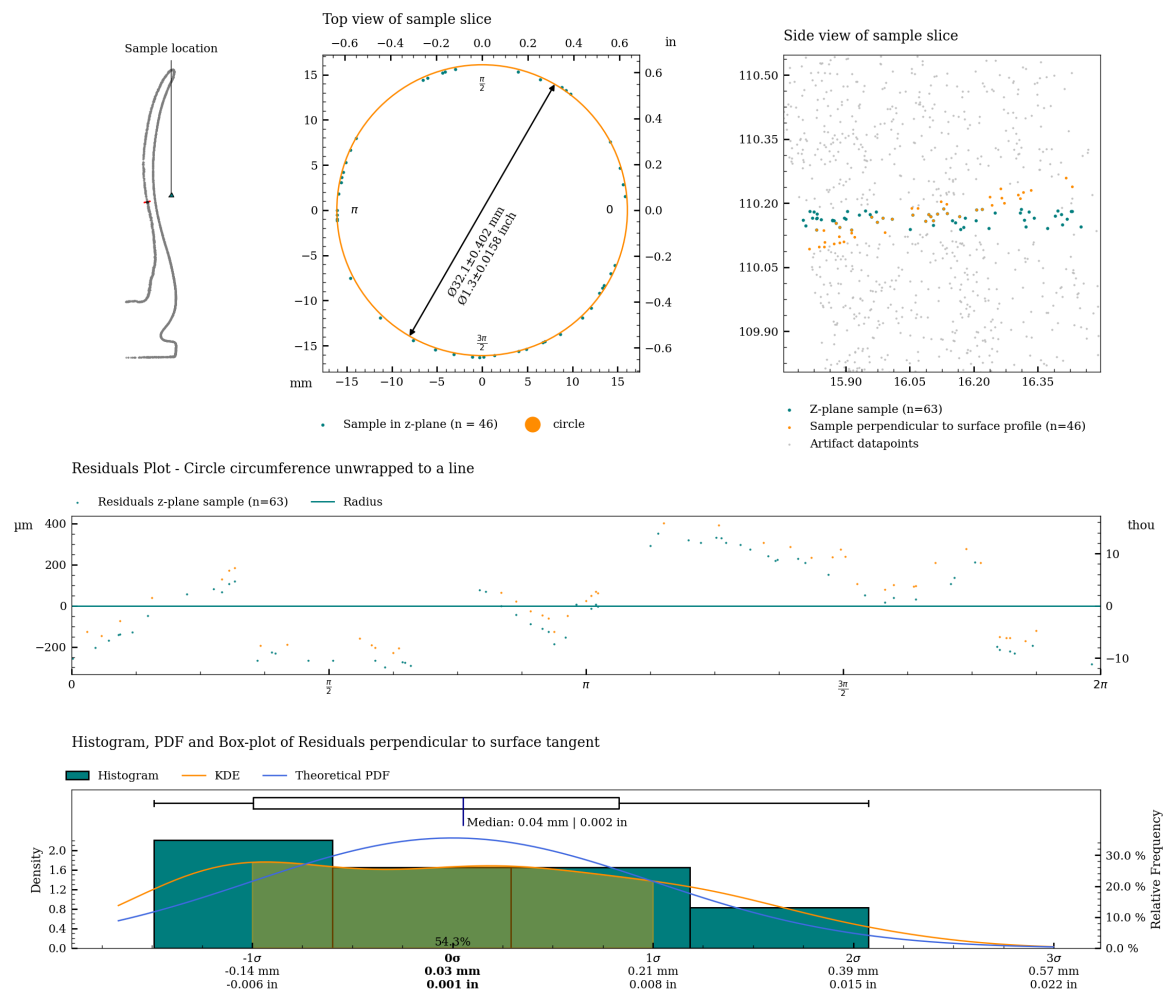 Top view of sample slice
Side view of sample slice
Sample location
−0.6 −0.4 −0.2 0.0 0.2 0.4 0.6 in
15 10 5 0 −5 −10 −15
0.6 0.4 0.2 0.0 −0.2 −0.4 −0.6
π/2
π
0
3π/2
Ø32.1±0.402 mm
Ø1.3±0.0158 inch
mm −15 −10 −5 0 5 10 15
Sample in z-plane (n = 46) circle
110.50
110.35
110.20
110.05
109.90
15.90 16.05 16.20 16.35
Z-plane sample (n=63)
Sample perpendicular to surface profile (n=46)
Artifact datapoints
Residuals Plot - Circle circumference unwrapped to a line
Residuals z-plane sample (n=63) Radius
µm
400
200
0
−200
thou
10
0
−10
0 π/2 π 3π/2 2π
Histogram, PDF and Box-plot of Residuals perpendicular to surface tangent
Histogram KDE Theoretical PDF
Median: 0.04 mm | 0.002 in
Density
2.0
1.6
1.2
0.8
0.4
0.0
Relative Frequency
30.0 %
20.0 %
10.0 %
0.0 %
54.3%
-1σ 0σ 1σ 2σ 3σ
-0.14 mm 0.03 mm 0.21 mm 0.39 mm 0.57 mm
-0.006 in 0.001 in 0.008 in 0.015 in 0.022 in